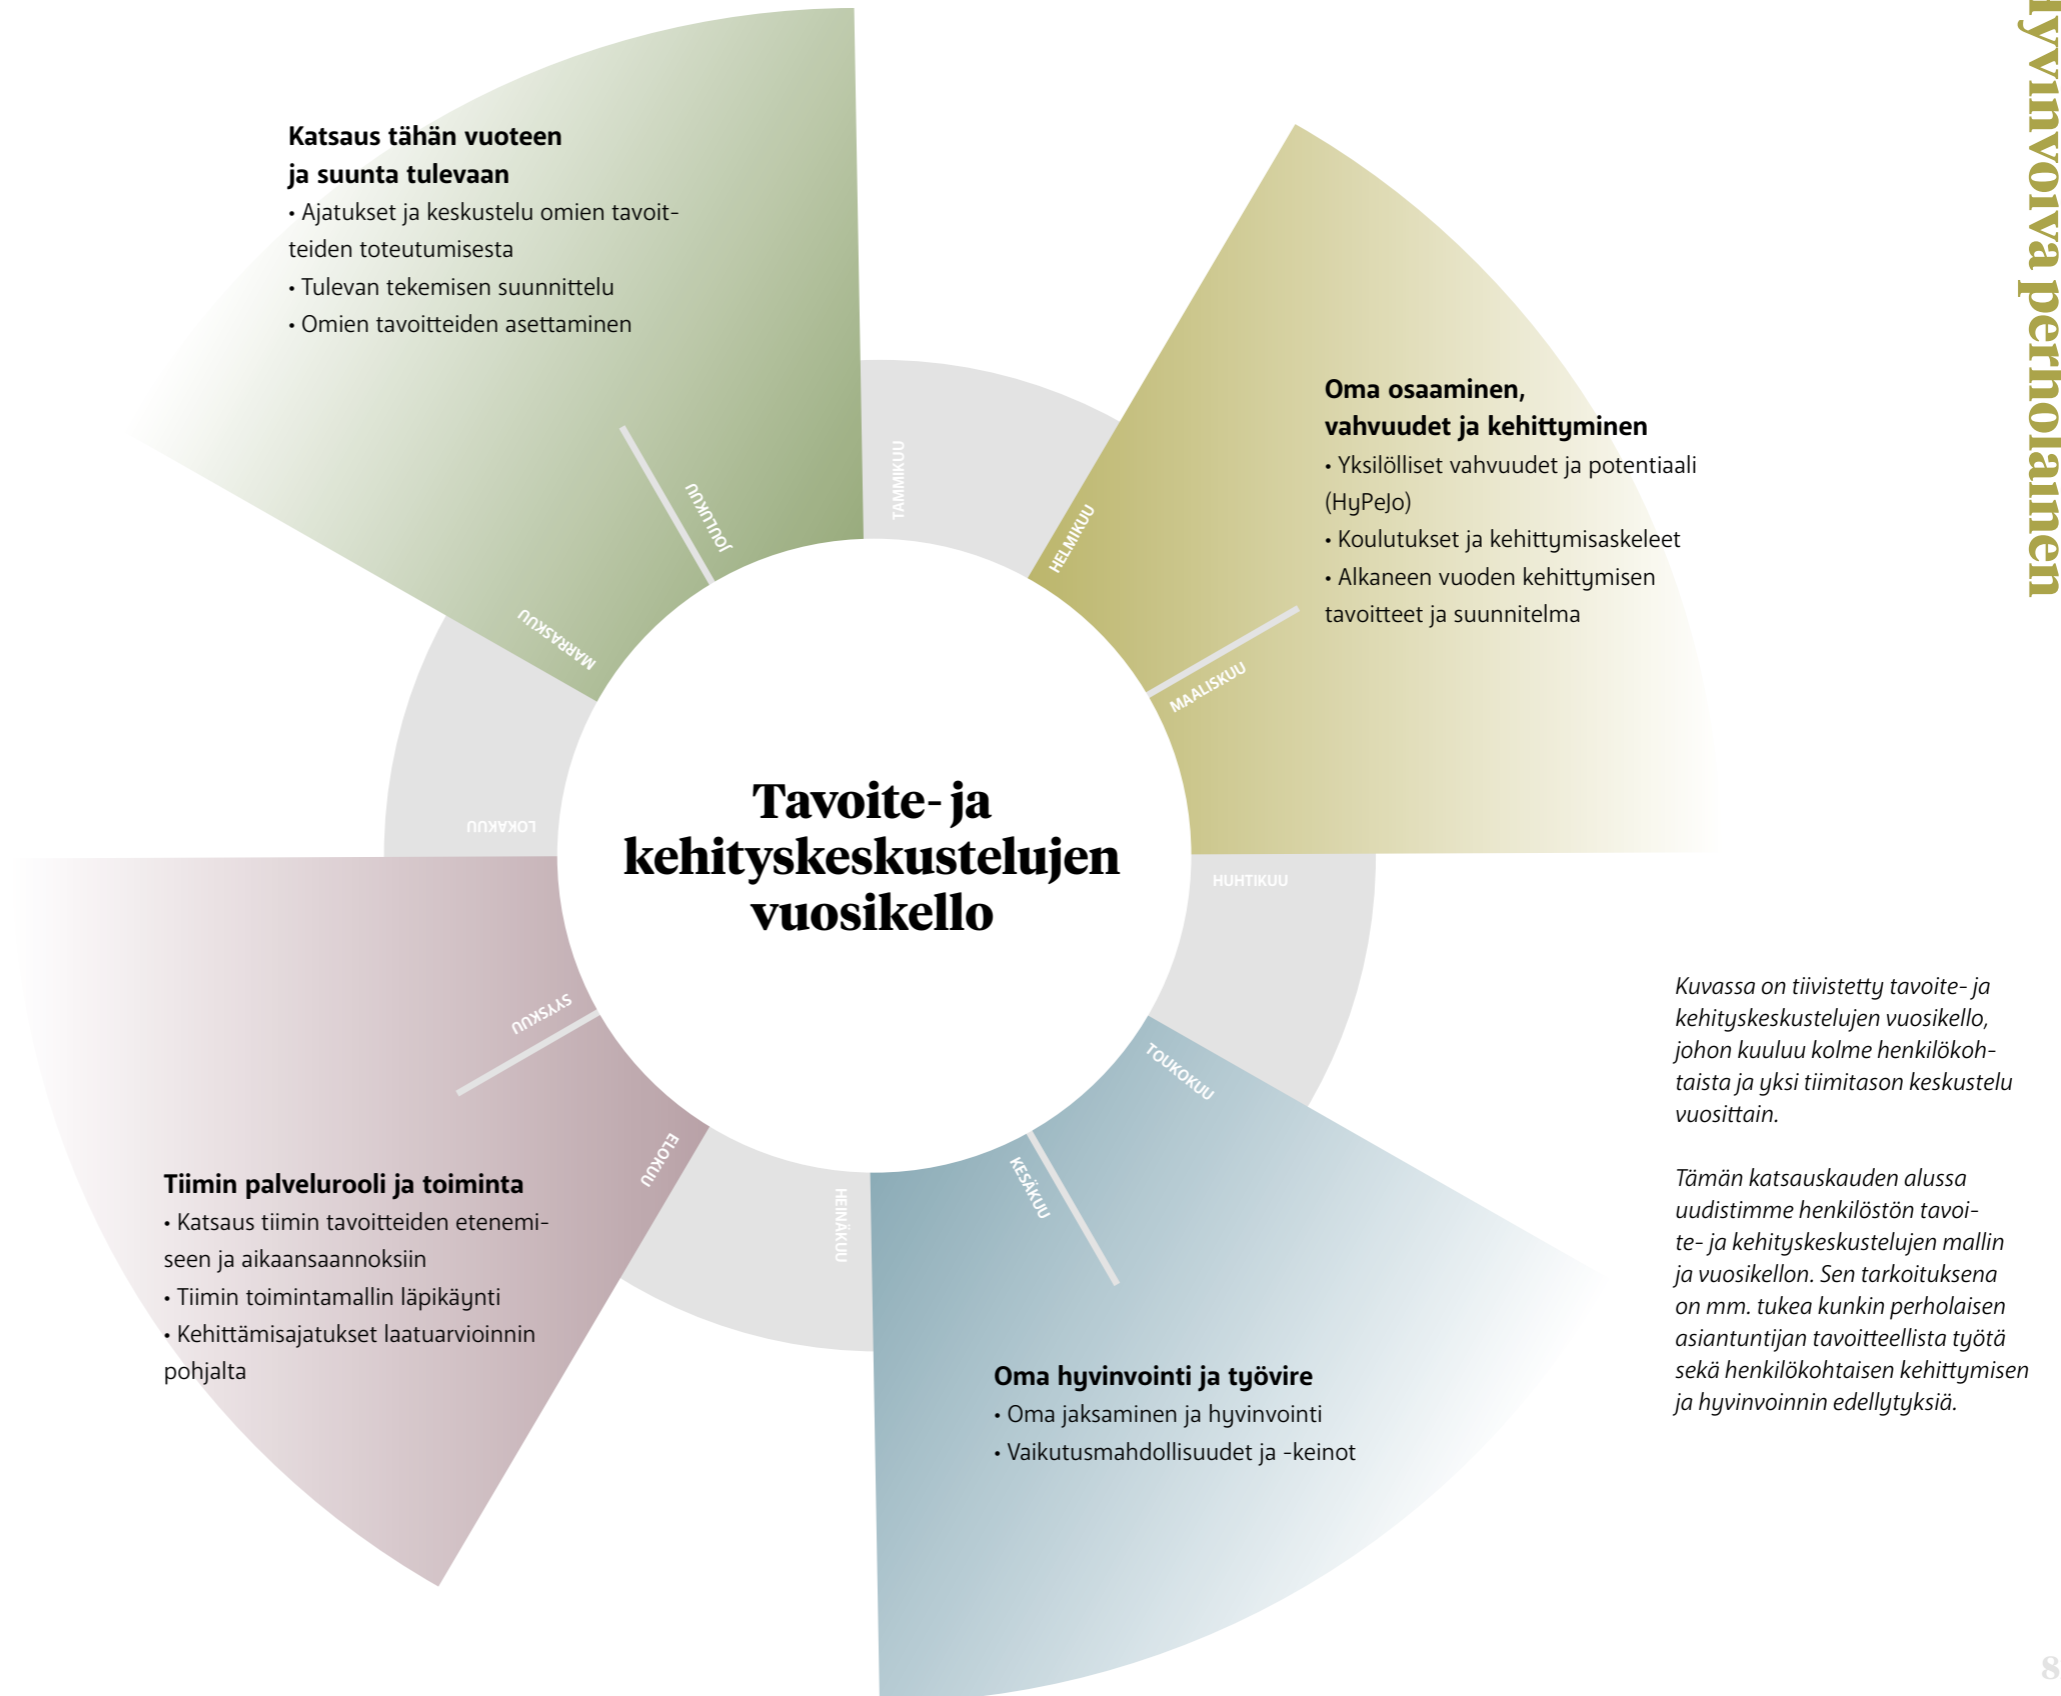 Katsaus tähän vuoteen
ja suunta tulevaan
• Ajatukset ja keskustelu omien tavoit-
teiden toteutumisesta
• Tulevan tekemisen suunnittelu
• Omien tavoitteiden asettaminen
Oma osaaminen,
vahvuudet ja kehittyminen
• Yksilölliset vahvuudet ja potentiaali
(HyPeJo)
• Koulutukset ja kehittymisaskeleet
• Alkaneen vuoden kehittymisen
tavoitteet ja suunnitelma
TAMMIKUU
HELMIKUU
MAALISKUU
HUHTIKUU
TOUKOKUU
KESÄKUU
HEINÄKUU
ELOKUU
SYYSKUU
LOKAKUU
MARRASKUU
JOULUKUU
Tavoite- ja
kehityskeskustelujen
vuosikello
Tiimin palvelurooli ja toiminta
• Katsaus tiimin tavoitteiden etenemi-
seen ja aikaansaannoksiin
• Tiimin toimintamallin läpikäynti
• Kehittämisajatukset laatuarvioinnin
pohjalta
Oma hyvinvointi ja työvire
• Oma jaksaminen ja hyvinvointi
• Vaikutusmahdollisuudet ja -keinot
Kuvassa on tiivistetty tavoite- ja
kehityskeskustelujen vuosikello,
johon kuuluu kolme henkilökoh-
taista ja yksi tiimitason keskustelu
vuosittain.
Tämän katsauskauden alussa
uudistimme henkilöstön tavoi-
te- ja kehityskeskustelujen mallin
ja vuosikellon. Sen tarkoituksena
on mm. tukea kunkin perholaisen
asiantuntijan tavoitteellista työtä
sekä henkilökohtaisen kehittymisen
ja hyvinvoinnin edellytyksiä.
Hyvinvoiva perholainen
8